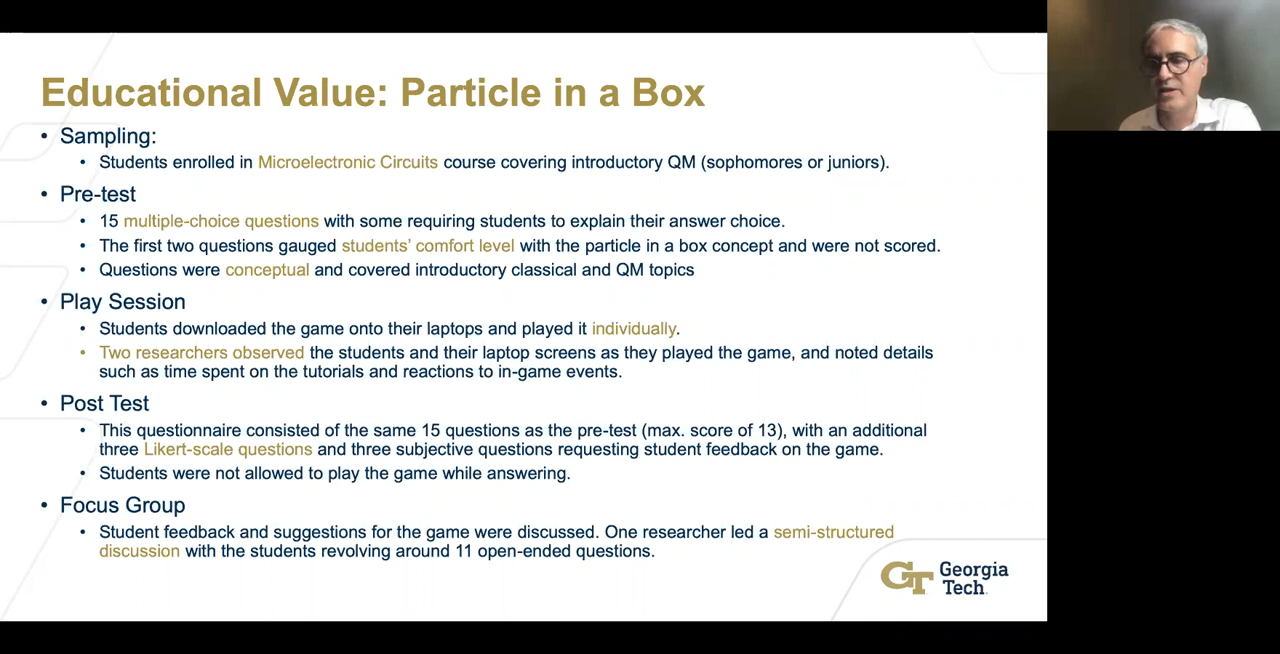 Educational Value: Particle in a Box
• Sampling:
• Students enrolled in Microelectronic Circuits course covering introductory QM (sophomores or juniors).
• Pre-test
• 15 multiple-choice questions with some requiring students to explain their answer choice.
• The first two questions gauged students' comfort level with the particle in a box concept and were not scored.
• Questions were conceptual and covered introductory classical and QM topics
• Play Session
• Students downloaded the game onto their laptops and played it individually.
• Two researchers observed the students and their laptop screens as they played the game, and noted details
such as time spent on the tutorials and reactions to in-game events.
• Post Test
• This questionnaire consisted of the same 15 questions as the pre-test (max. score of 13), with an additional
three Likert-scale questions and three subjective questions requesting student feedback on the game.
• Students were not allowed to play the game while answering.
• Focus Group
• Student feedback and suggestions for the game were discussed. One researcher led a semi-structured
discussion with the students revolving around 11 open-ended questions.
GT Georgia
Tech